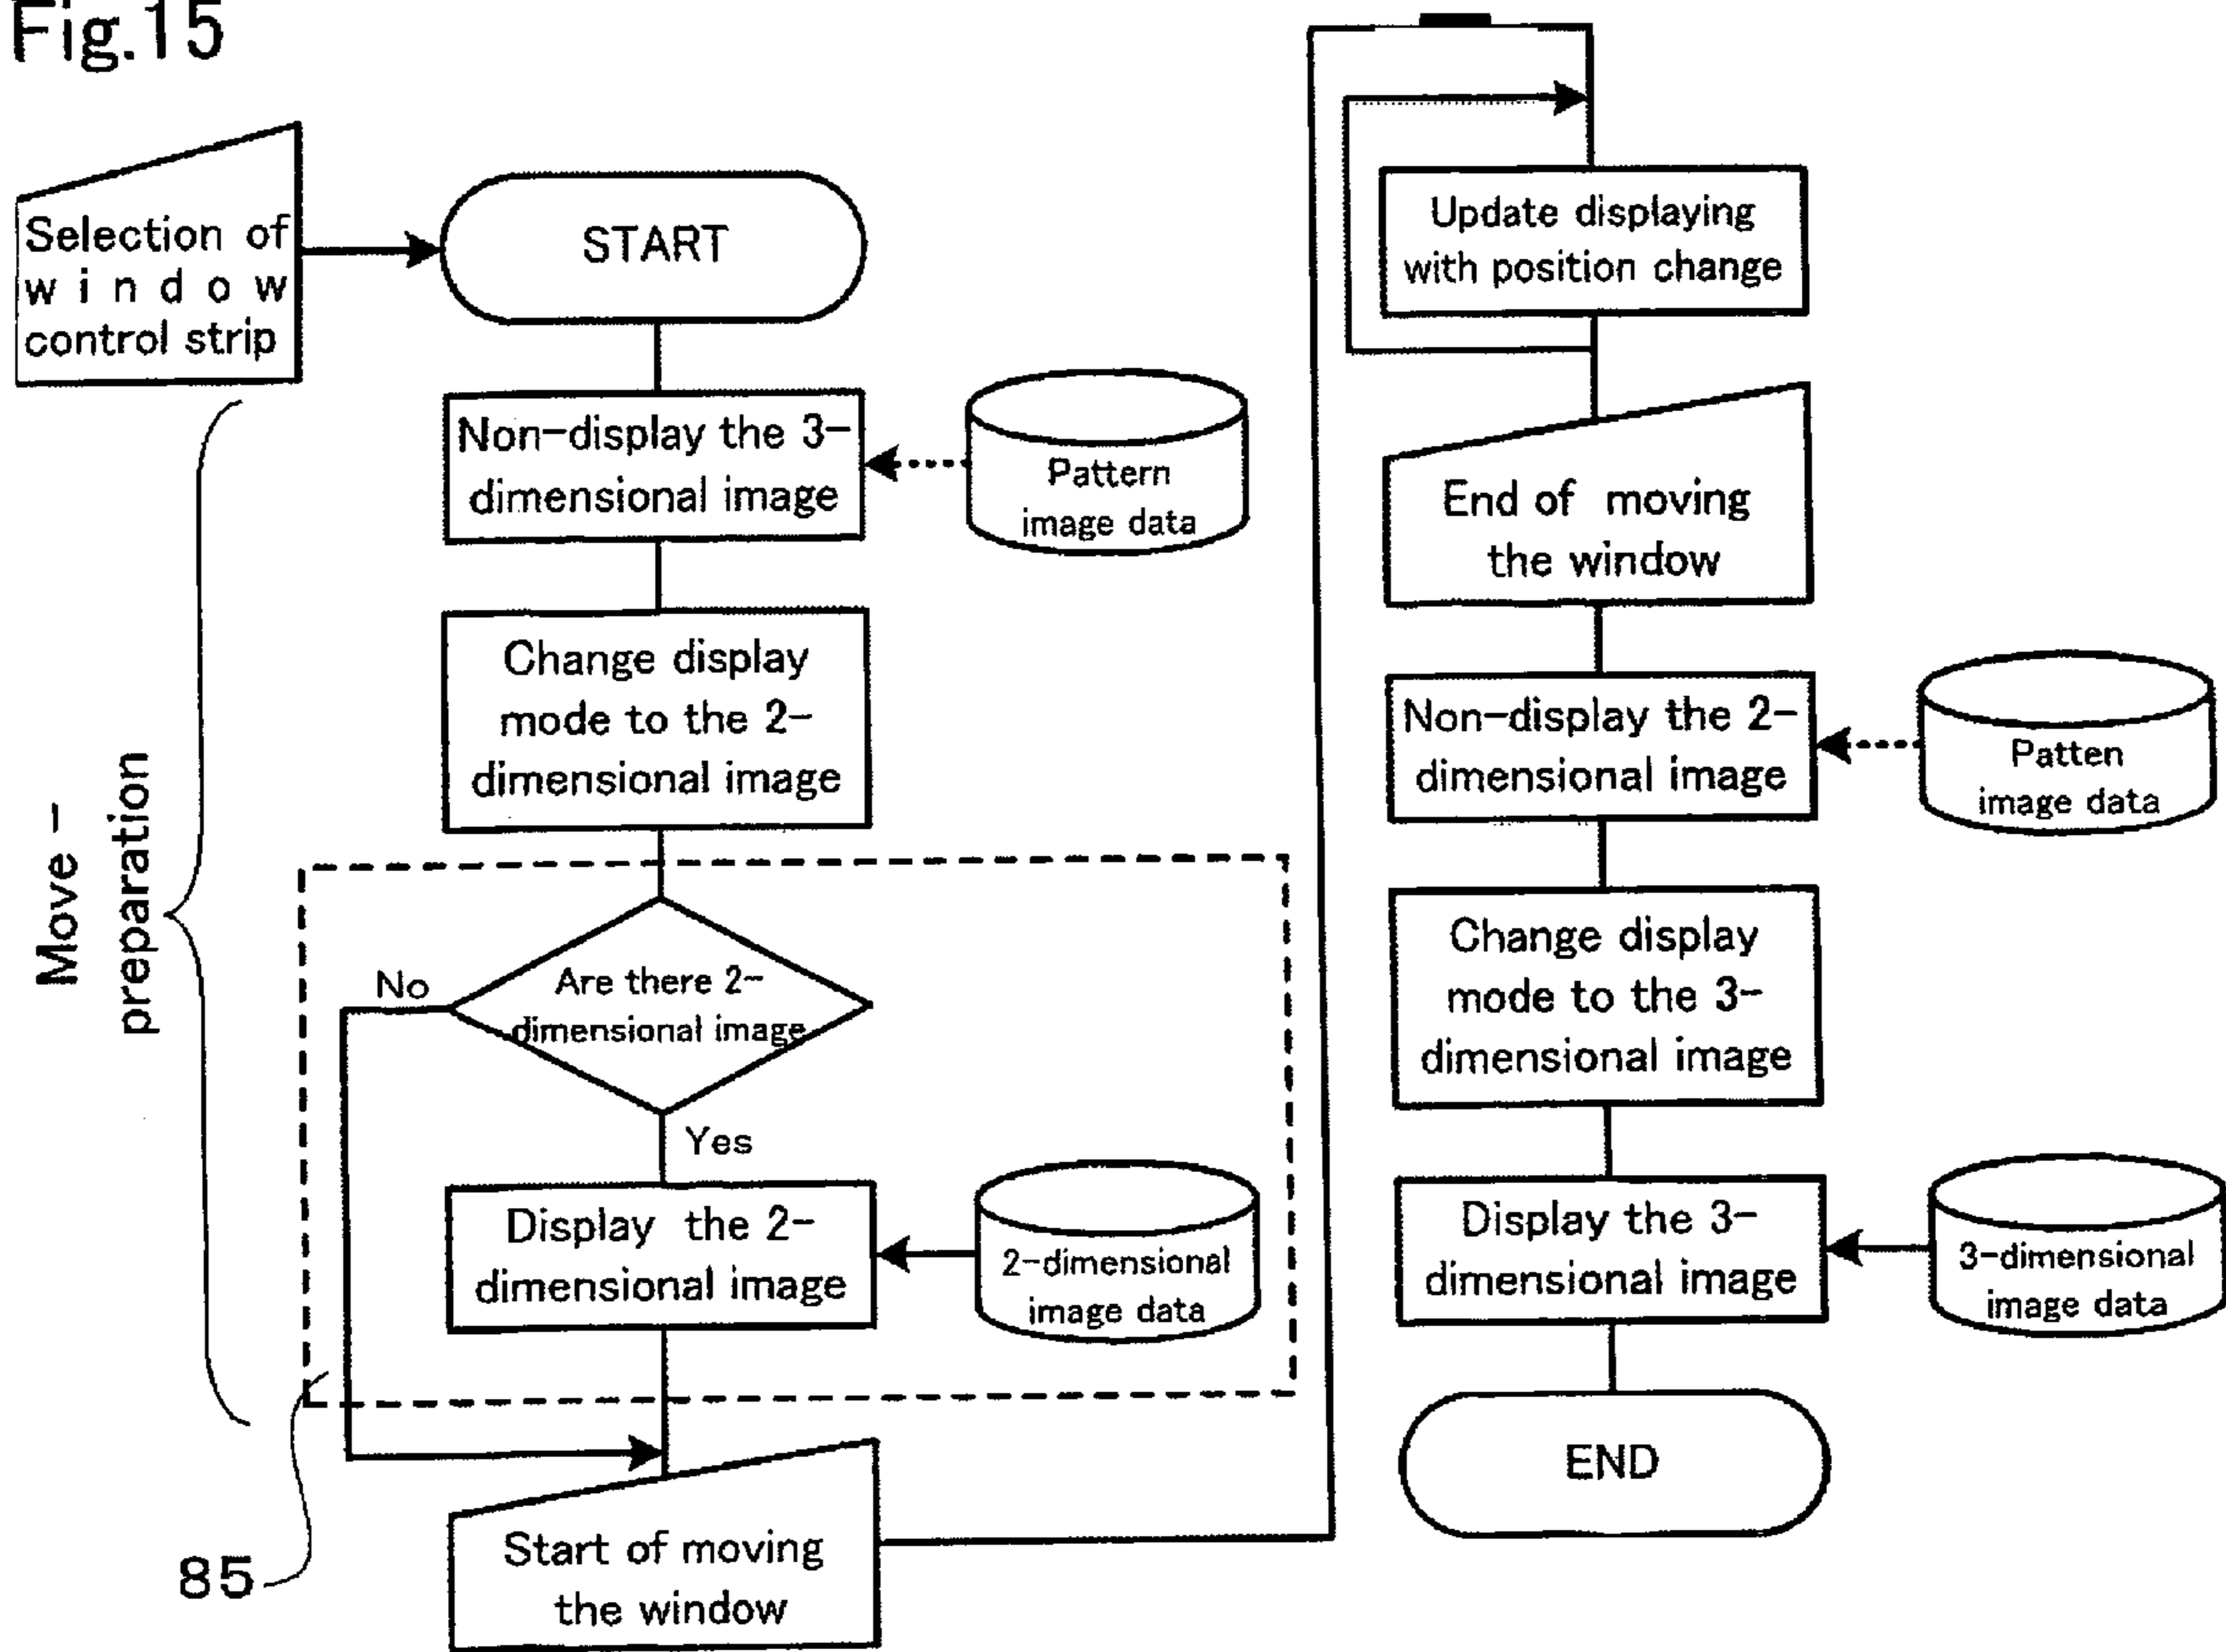 Fig.15
Selection of
window
control strip
START
Non-display the 3-
dimensional image
Pattern
image data
Change display
mode to the 2-
dimensional image
Move -
preparation
No
Are there 2-
dimensional image
Yes
Display the 2-
dimensional image
2-dimensional
image data
85
Start of moving
the window
Update displaying
with position change
End of moving
the window
Non-display the 2-
dimensional image
Patten
image data
Change display
mode to the 3-
dimensional image
Display the 3-
dimensional image
3-dimensional
image data
END